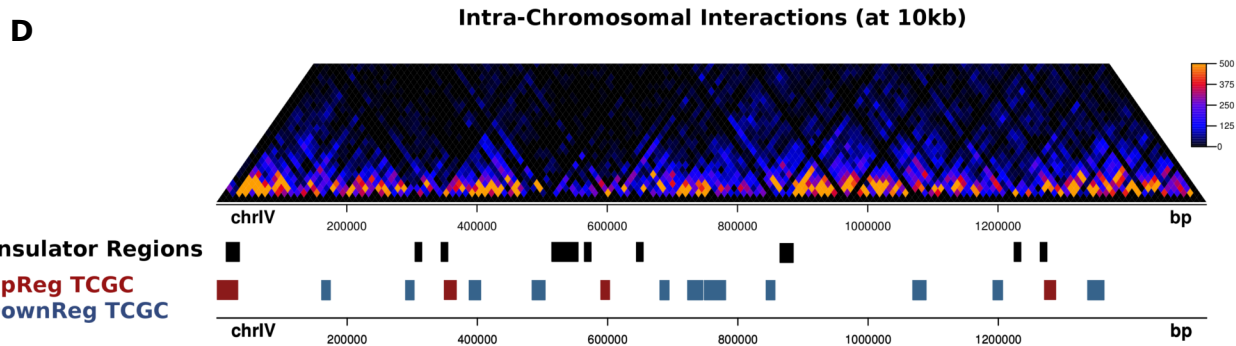 D
Intra-Chromosomal Interactions (at 10kb)
500
375
250
125
0
chrIV bp
200000 400000 600000 800000 1000000 1200000
nsulator Regions
pReg TCGC
ownReg TCGC
chrIV bp
200000 400000 600000 800000 1000000 1200000